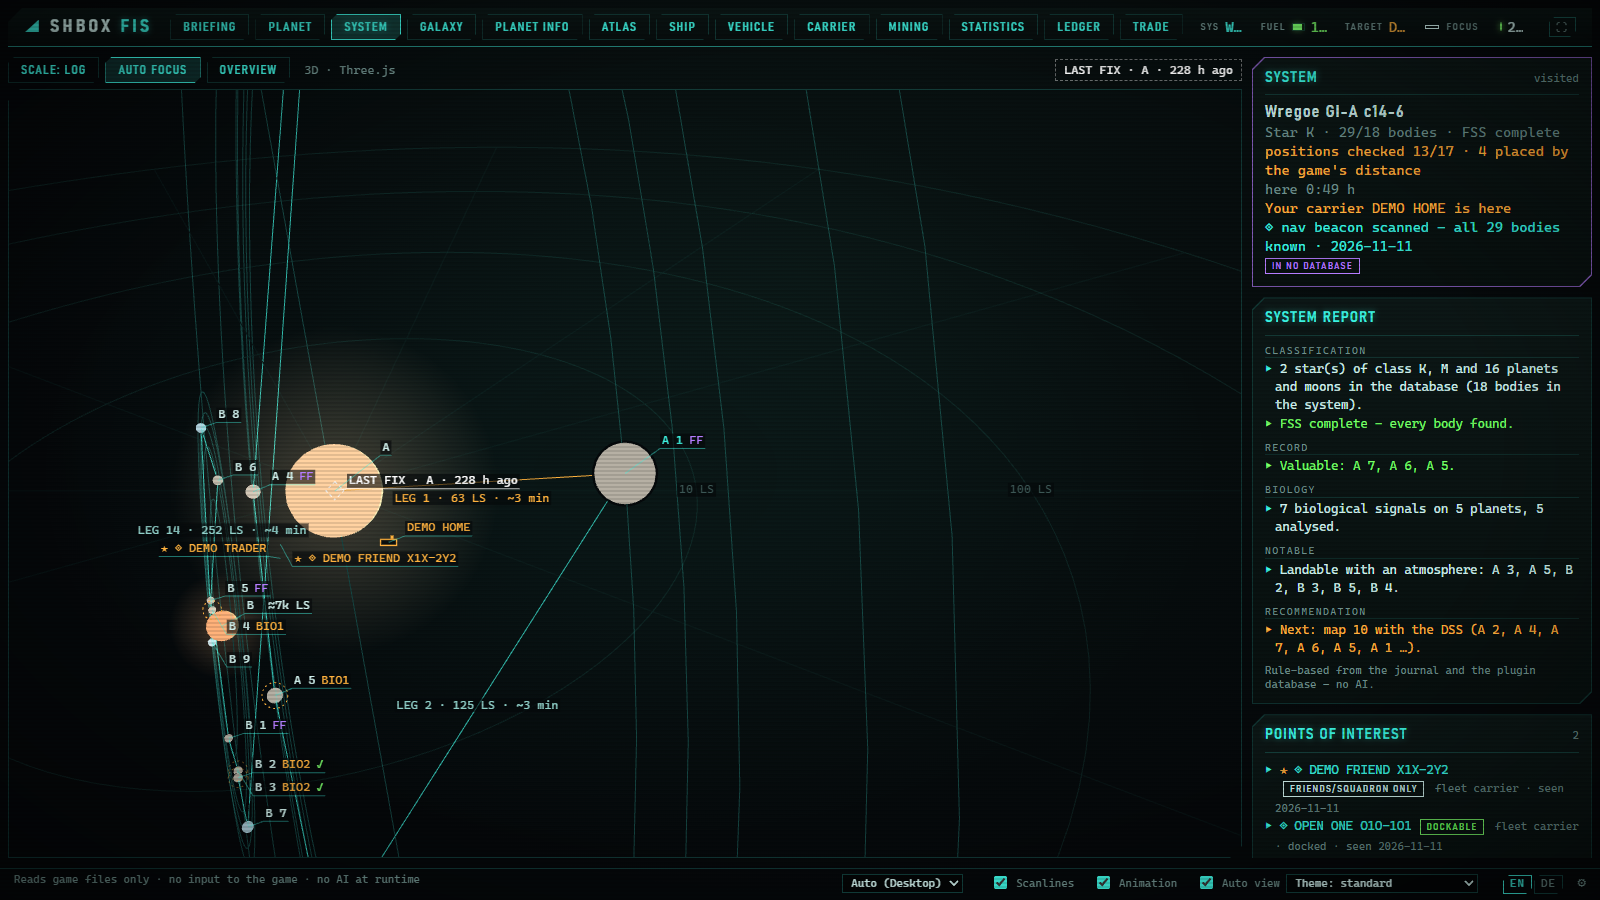 SHBOX FIS
BRIEFING PLANET SYSTEM GALAXY PLANET INFO ATLAS SHIP VEHICLE CARRIER MINING STATISTICS LEDGER TRADE
SYS W… FUEL 1… TARGET D… FOCUS 2…
SCALE: LOG AUTO FOCUS OVERVIEW 3D · Three.js
LAST FIX · A · 228 h ago
B 8
A
B 6
A 4 FF
LAST FIX · A · 228 h ago
LEG 1 · 63 LS · ~3 min
A 1 FF
10 LS
100 LS
LEG 14 · 252 LS · ~4 min
DEMO HOME
★ ⟐ DEMO TRADER
★ ⟐ DEMO FRIEND X1X-2Y2
B 5 FF
B ≈7k LS
B 4 BIO1
B 9
A 5 BIO1
LEG 2 · 125 LS · ~3 min
B 1 FF
B 2 BIO2 ✓
B 3 BIO2 ✓
B 7
SYSTEM visited
Wregoe GI-A c14-6
Star K · 29/18 bodies · FSS complete
positions checked 13/17 · 4 placed by
the game's distance
here 0:49 h
Your carrier DEMO HOME is here
⟐ nav beacon scanned – all 29 bodies
known · 2026-11-11
IN NO DATABASE
SYSTEM REPORT
CLASSIFICATION
▸ 2 star(s) of class K, M and 16 planets
and moons in the database (18 bodies in
the system).
▸ FSS complete – every body found.
RECORD
▸ Valuable: A 7, A 6, A 5.
BIOLOGY
▸ 7 biological signals on 5 planets, 5
analysed.
NOTABLE
▸ Landable with an atmosphere: A 3, A 5, B
2, B 3, B 5, B 4.
RECOMMENDATION
▸ Next: map 10 with the DSS (A 2, A 4, A
7, A 6, A 5, A 1 …).
Rule-based from the journal and the plugin
database – no AI.
POINTS OF INTEREST 2
▸ ★ ⟐ DEMO FRIEND X1X-2Y2
FRIENDS/SQUADRON ONLY fleet carrier · seen
2026-11-11
▸ ⟐ OPEN ONE O1O-1O1 DOCKABLE fleet carrier
· docked · seen 2026-11-11
Reads game files only · no input to the game · no AI at runtime
Auto (Desktop) Scanlines Animation Auto view Theme: standard EN DE